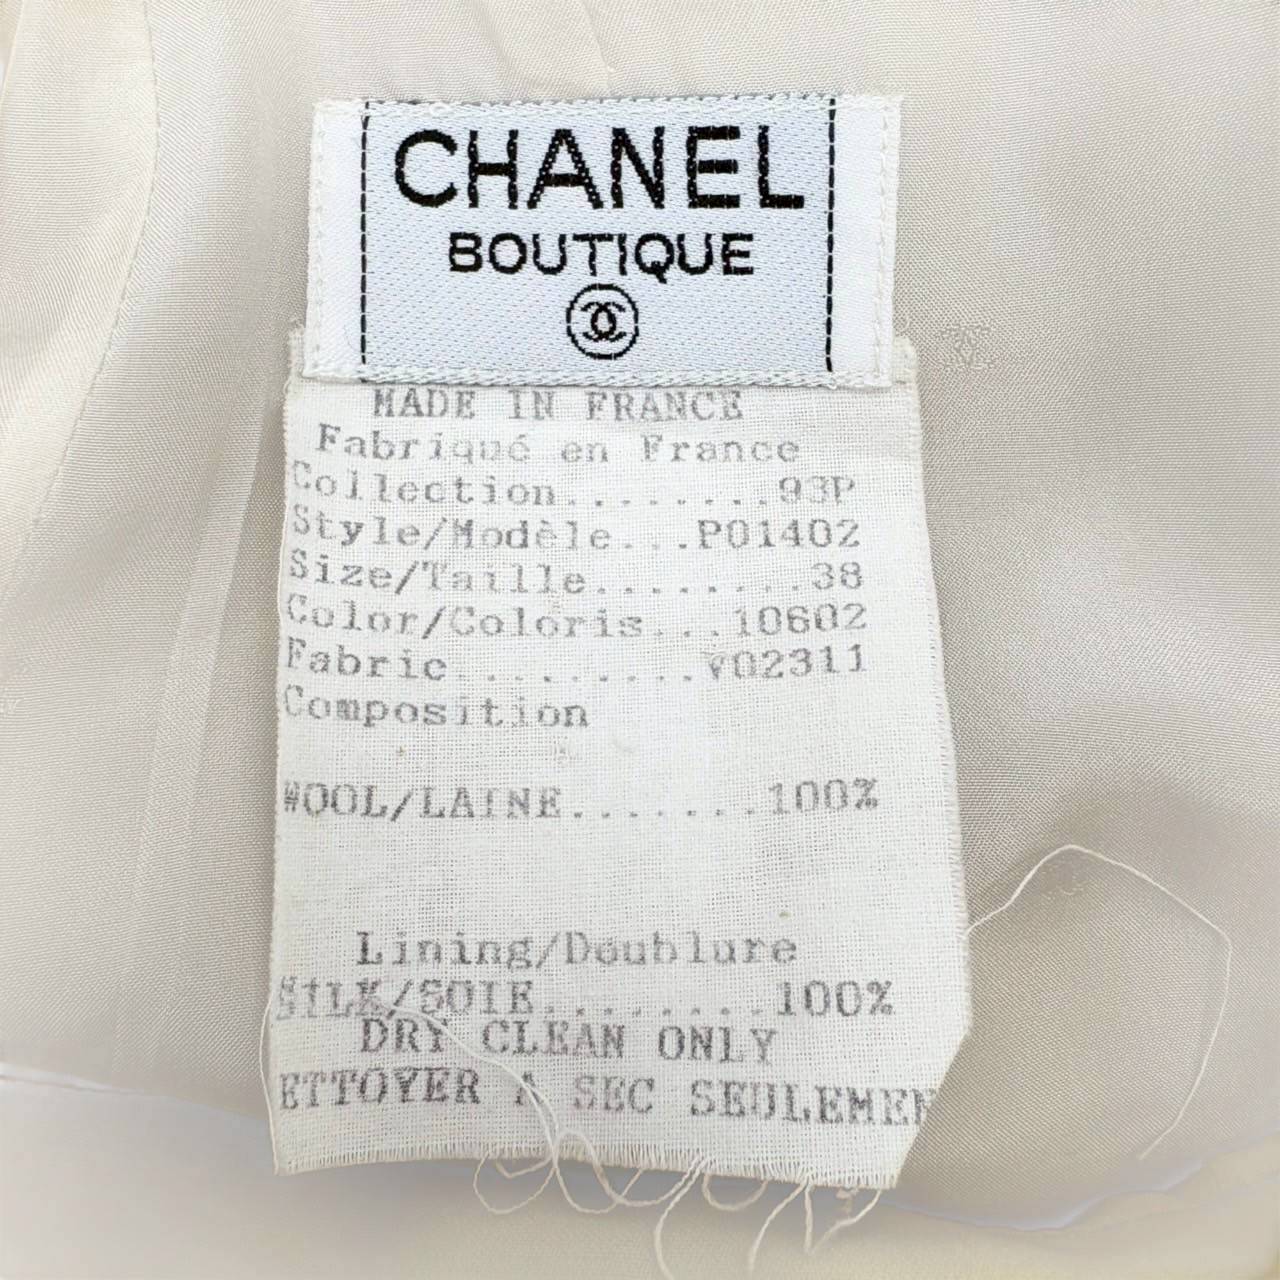 CHANEL
BOUTIQUE
MADE IN FRANCE
Fabriqué en France
Collection........93P
Style/Modèle...P01402
Size/Taille........38
Color/Coloris...10602
Fabric.........V02311
Composition
WOOL/LAINE.......100%
Lining/Doublure
SILK/SOIE........100%
DRY CLEAN ONLY
ETTOYER A SEC SEULEMEN